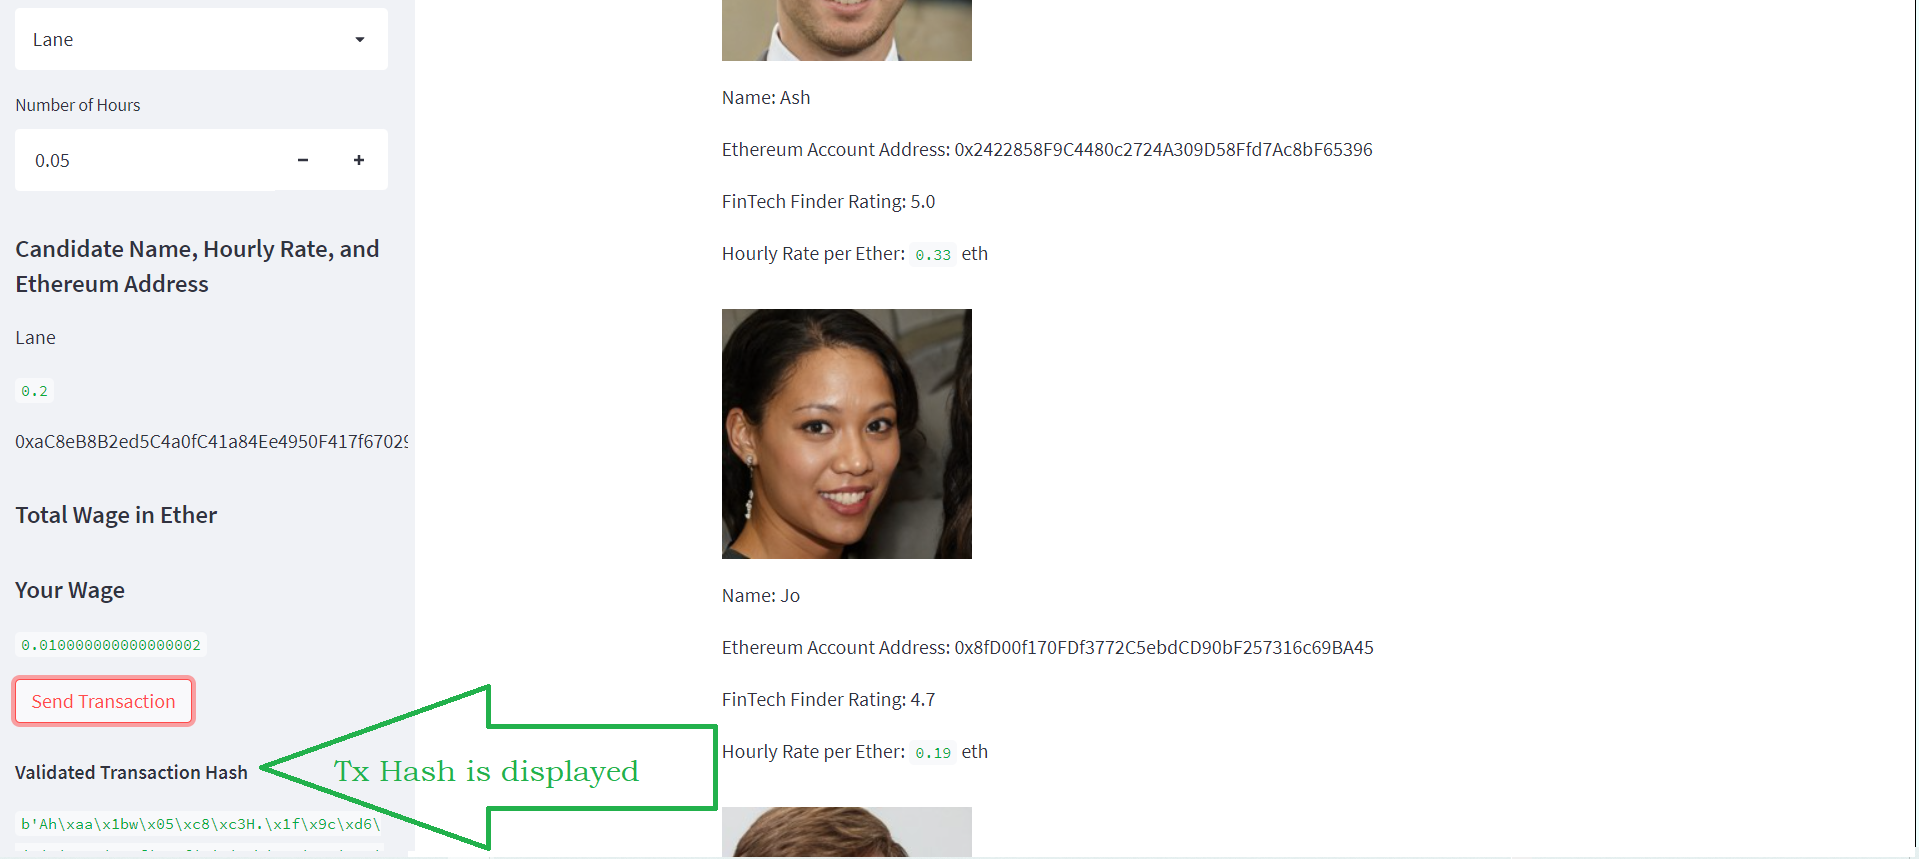 Lane
Number of Hours
0.05
Candidate Name, Hourly Rate, and
Ethereum Address
Lane
0.2
0xaC8eB8B2ed5C4a0fC41a84Ee4950F417f67029
Total Wage in Ether
Your Wage
0.010000000000000002
Send Transaction
Validated Transaction Hash
b'Ah\xaa\x1bw\x05\xc8\xc3H.\x1f\x9c\xd6\
Tx Hash is displayed
Name: Ash
Ethereum Account Address: 0x2422858F9C4480c2724A309D58Ffd7Ac8bF65396
FinTech Finder Rating: 5.0
Hourly Rate per Ether: 0.33 eth
Name: Jo
Ethereum Account Address: 0x8fD00f170FDf3772C5ebdCD90bF257316c69BA45
FinTech Finder Rating: 4.7
Hourly Rate per Ether: 0.19 eth